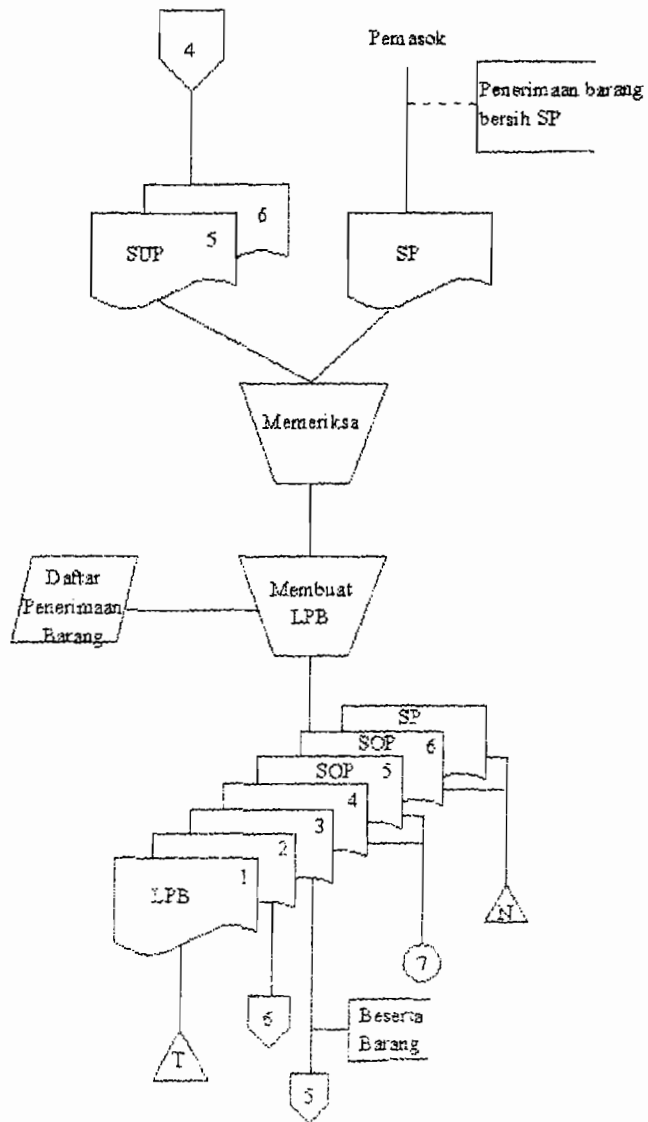 4
Pemasok
Penerimaan barang
bersih SP
6
5
SUP
SP
Memeriksa
Daftar
Penerimaan
Barang
Membuat
LPB
SP
SOP 6
SOP 5
4
3
2
1
LPB
N
7
6
Beserta
Barang
T
5